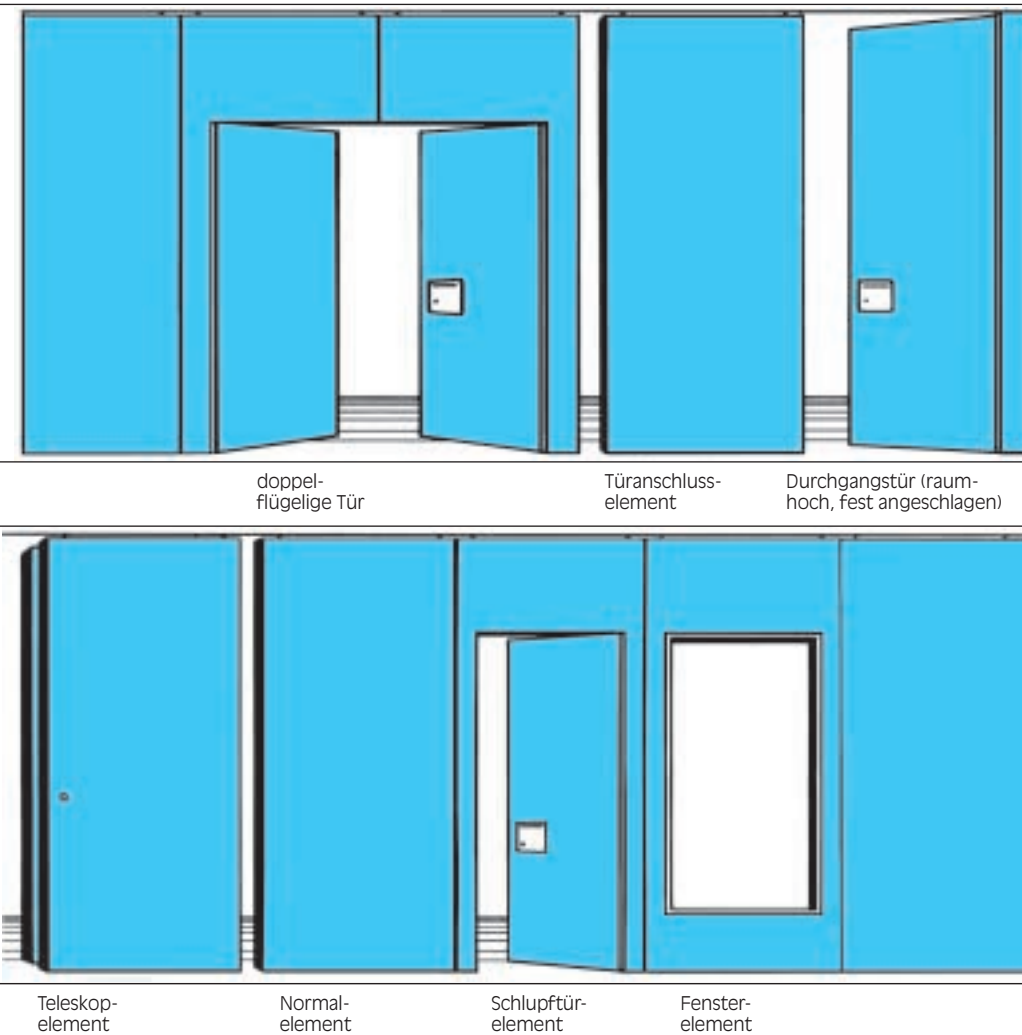 doppel-
flügelige Tür
Türanschluss-
element
Durchgangstür (raum-
hoch, fest angeschlagen)
Teleskop-
element
Normal-
element
Schlupftür-
element
Fenster-
element